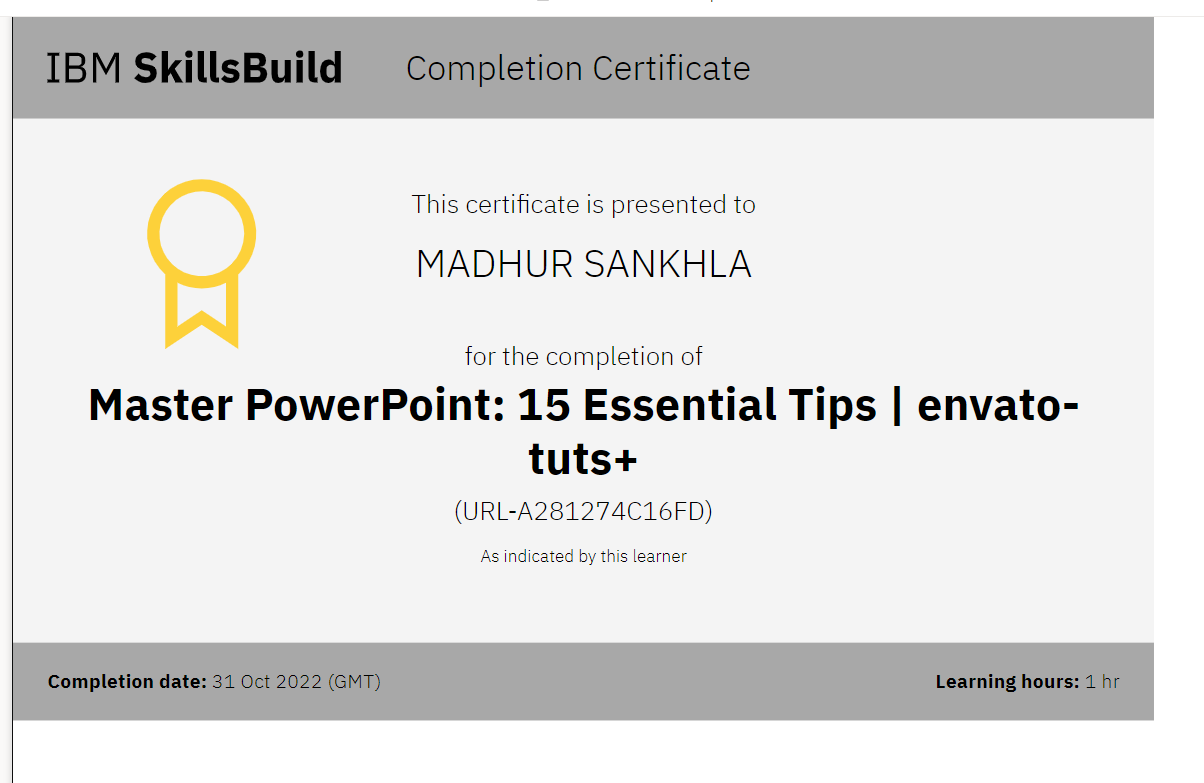 IBM SkillsBuild Completion Certificate
This certificate is presented to
MADHUR SANKHLA
for the completion of
Master PowerPoint: 15 Essential Tips | envato-
tuts+
(URL-A281274C16FD)
As indicated by this learner
Completion date: 31 Oct 2022 (GMT) Learning hours: 1 hr